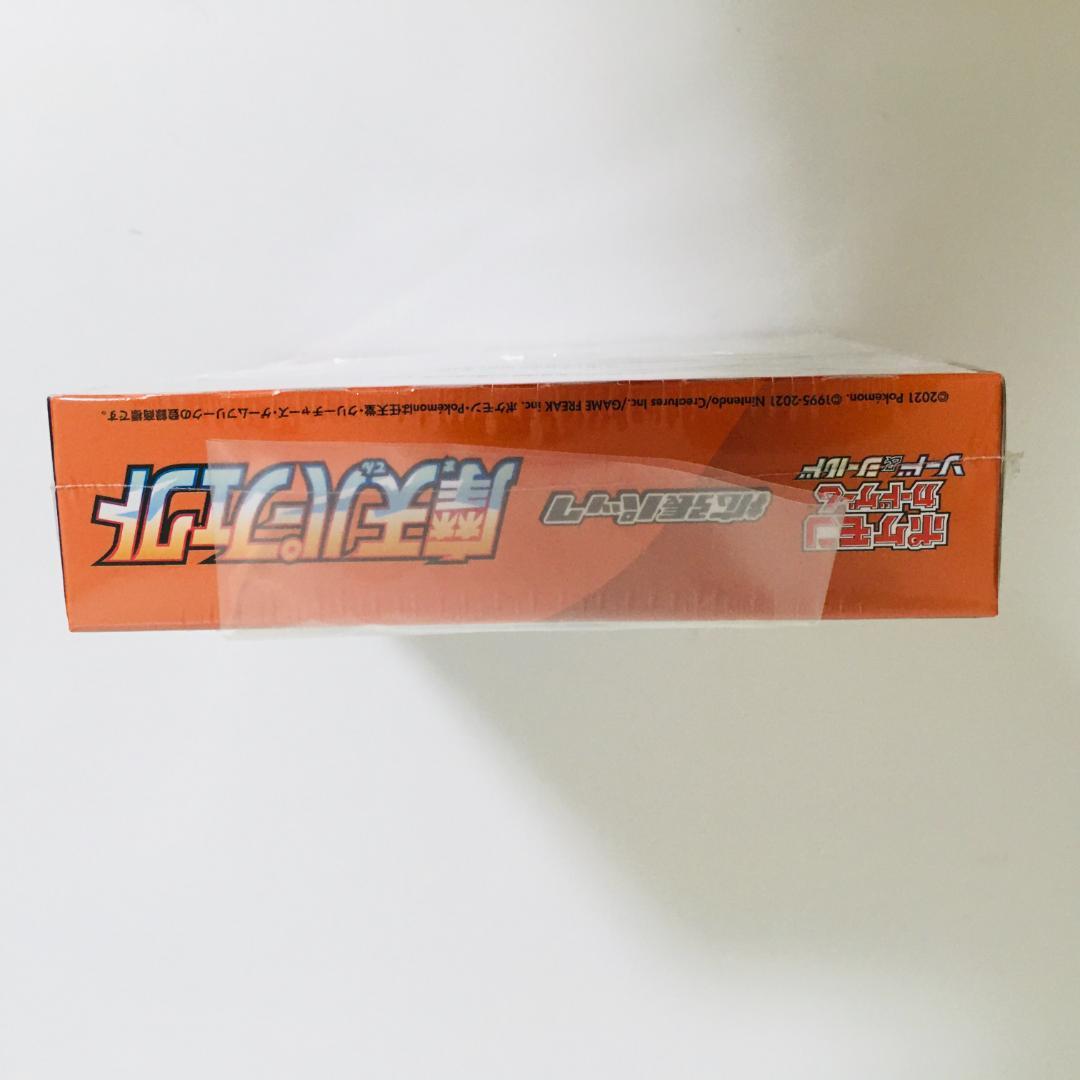 ポケモン
カードゲーム
ソード&シールド
拡張パック
摩天パーフェクト
ま てん
©2021 Pokémon. ©1995-2021 Nintendo/Creatures Inc./GAME FREAK inc. ポケモン・Pokémonは任天堂・クリーチャーズ・ゲームフリークの登録商標です。